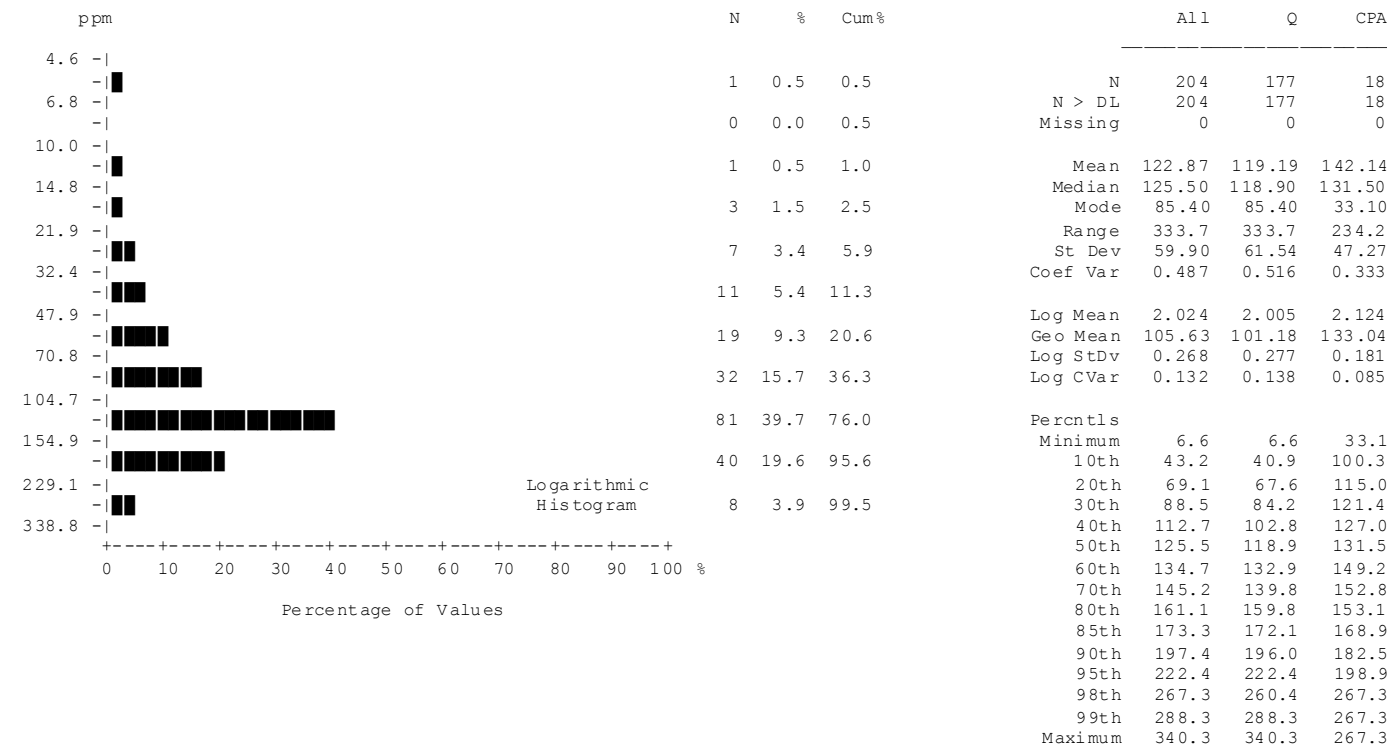 ppm N % Cum% All Q CPA
4.6 -|
-| 1 0.5 0.5 N 204 177 18
6.8 -| N > DL 204 177 18
-| 0 0.0 0.5 Missing 0 0 0
10.0 -|
-| 1 0.5 1.0 Mean 122.87 119.19 142.14
14.8 -| Median 125.50 118.90 131.50
-| 3 1.5 2.5 Mode 85.40 85.40 33.10
21.9 -| Range 333.7 333.7 234.2
-| 7 3.4 5.9 St Dev 59.90 61.54 47.27
32.4 -| Coef Var 0.487 0.516 0.333
-| 11 5.4 11.3
47.9 -| Log Mean 2.024 2.005 2.124
-| 19 9.3 20.6 Geo Mean 105.63 101.18 133.04
70.8 -| Log StDv 0.268 0.277 0.181
-| 32 15.7 36.3 Log CVar 0.132 0.138 0.085
104.7 -|
-| 81 39.7 76.0 Percntls
154.9 -| Minimum 6.6 6.6 33.1
-| 40 19.6 95.6 10th 43.2 40.9 100.3
229.1 -| Logarithmic 20th 69.1 67.6 115.0
-| Histogram 8 3.9 99.5 30th 88.5 84.2 121.4
338.8 -| 40th 112.7 102.8 127.0
+----+----+----+----+----+----+----+----+----+----+ 50th 125.5 118.9 131.5
0 10 20 30 40 50 60 70 80 90 100 % 60th 134.7 132.9 149.2
70th 145.2 139.8 152.8
Percentage of Values 80th 161.1 159.8 153.1
85th 173.3 172.1 168.9
90th 197.4 196.0 182.5
95th 222.4 222.4 198.9
98th 267.3 260.4 267.3
99th 288.3 288.3 267.3
Maximum 340.3 340.3 267.3